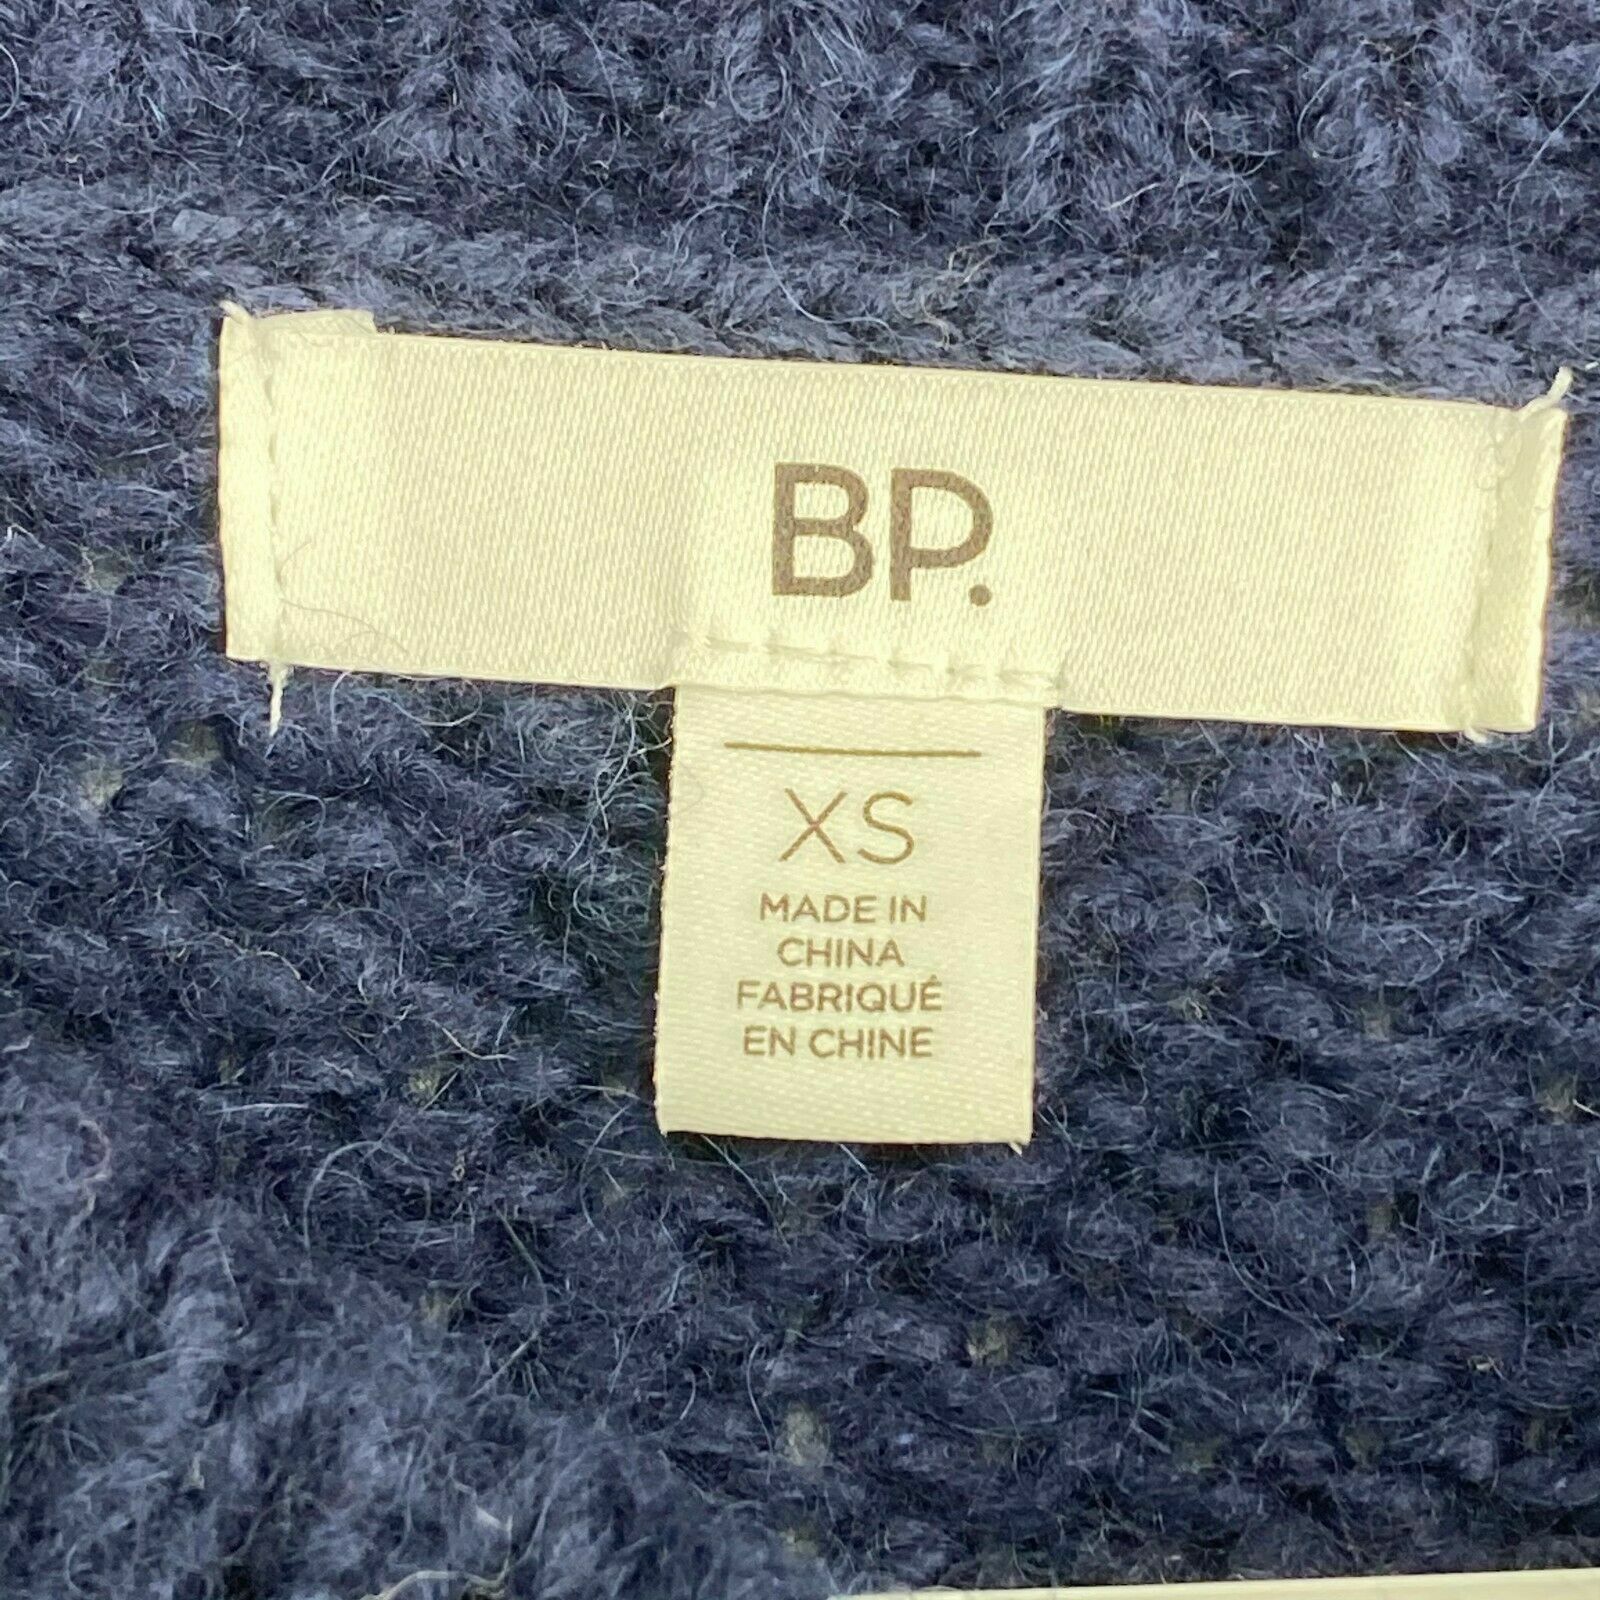 BP.
XS
MADE IN
CHINA
FABRIQUÉ
EN CHINE